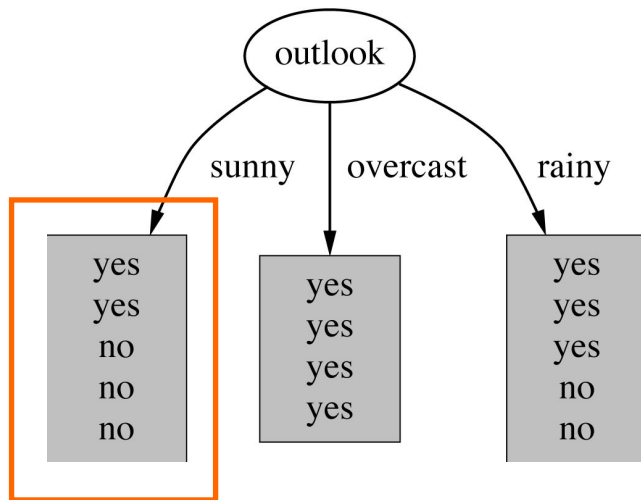 outlook
sunny
overcast
rainy
yes
yes
no
no
no
yes
yes
yes
yes
yes
yes
yes
no
no